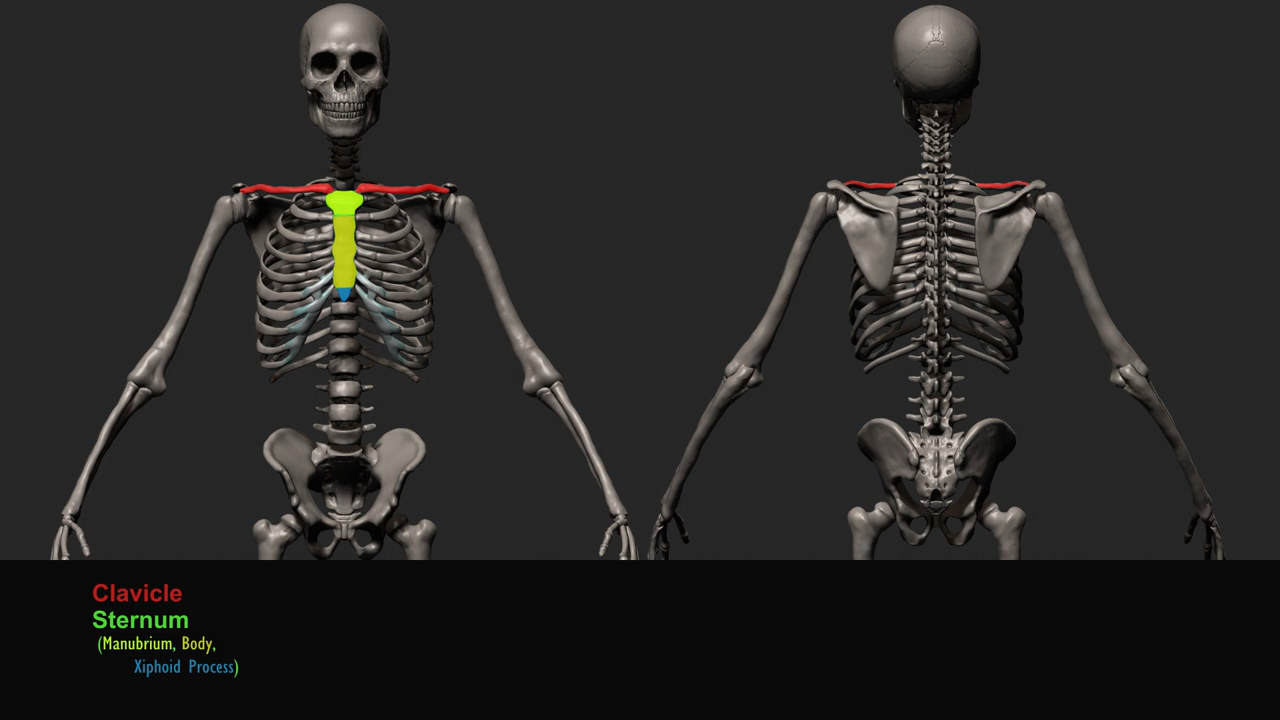 Clavicle
Sternum
(Manubrium, Body,
Xiphoid Process)